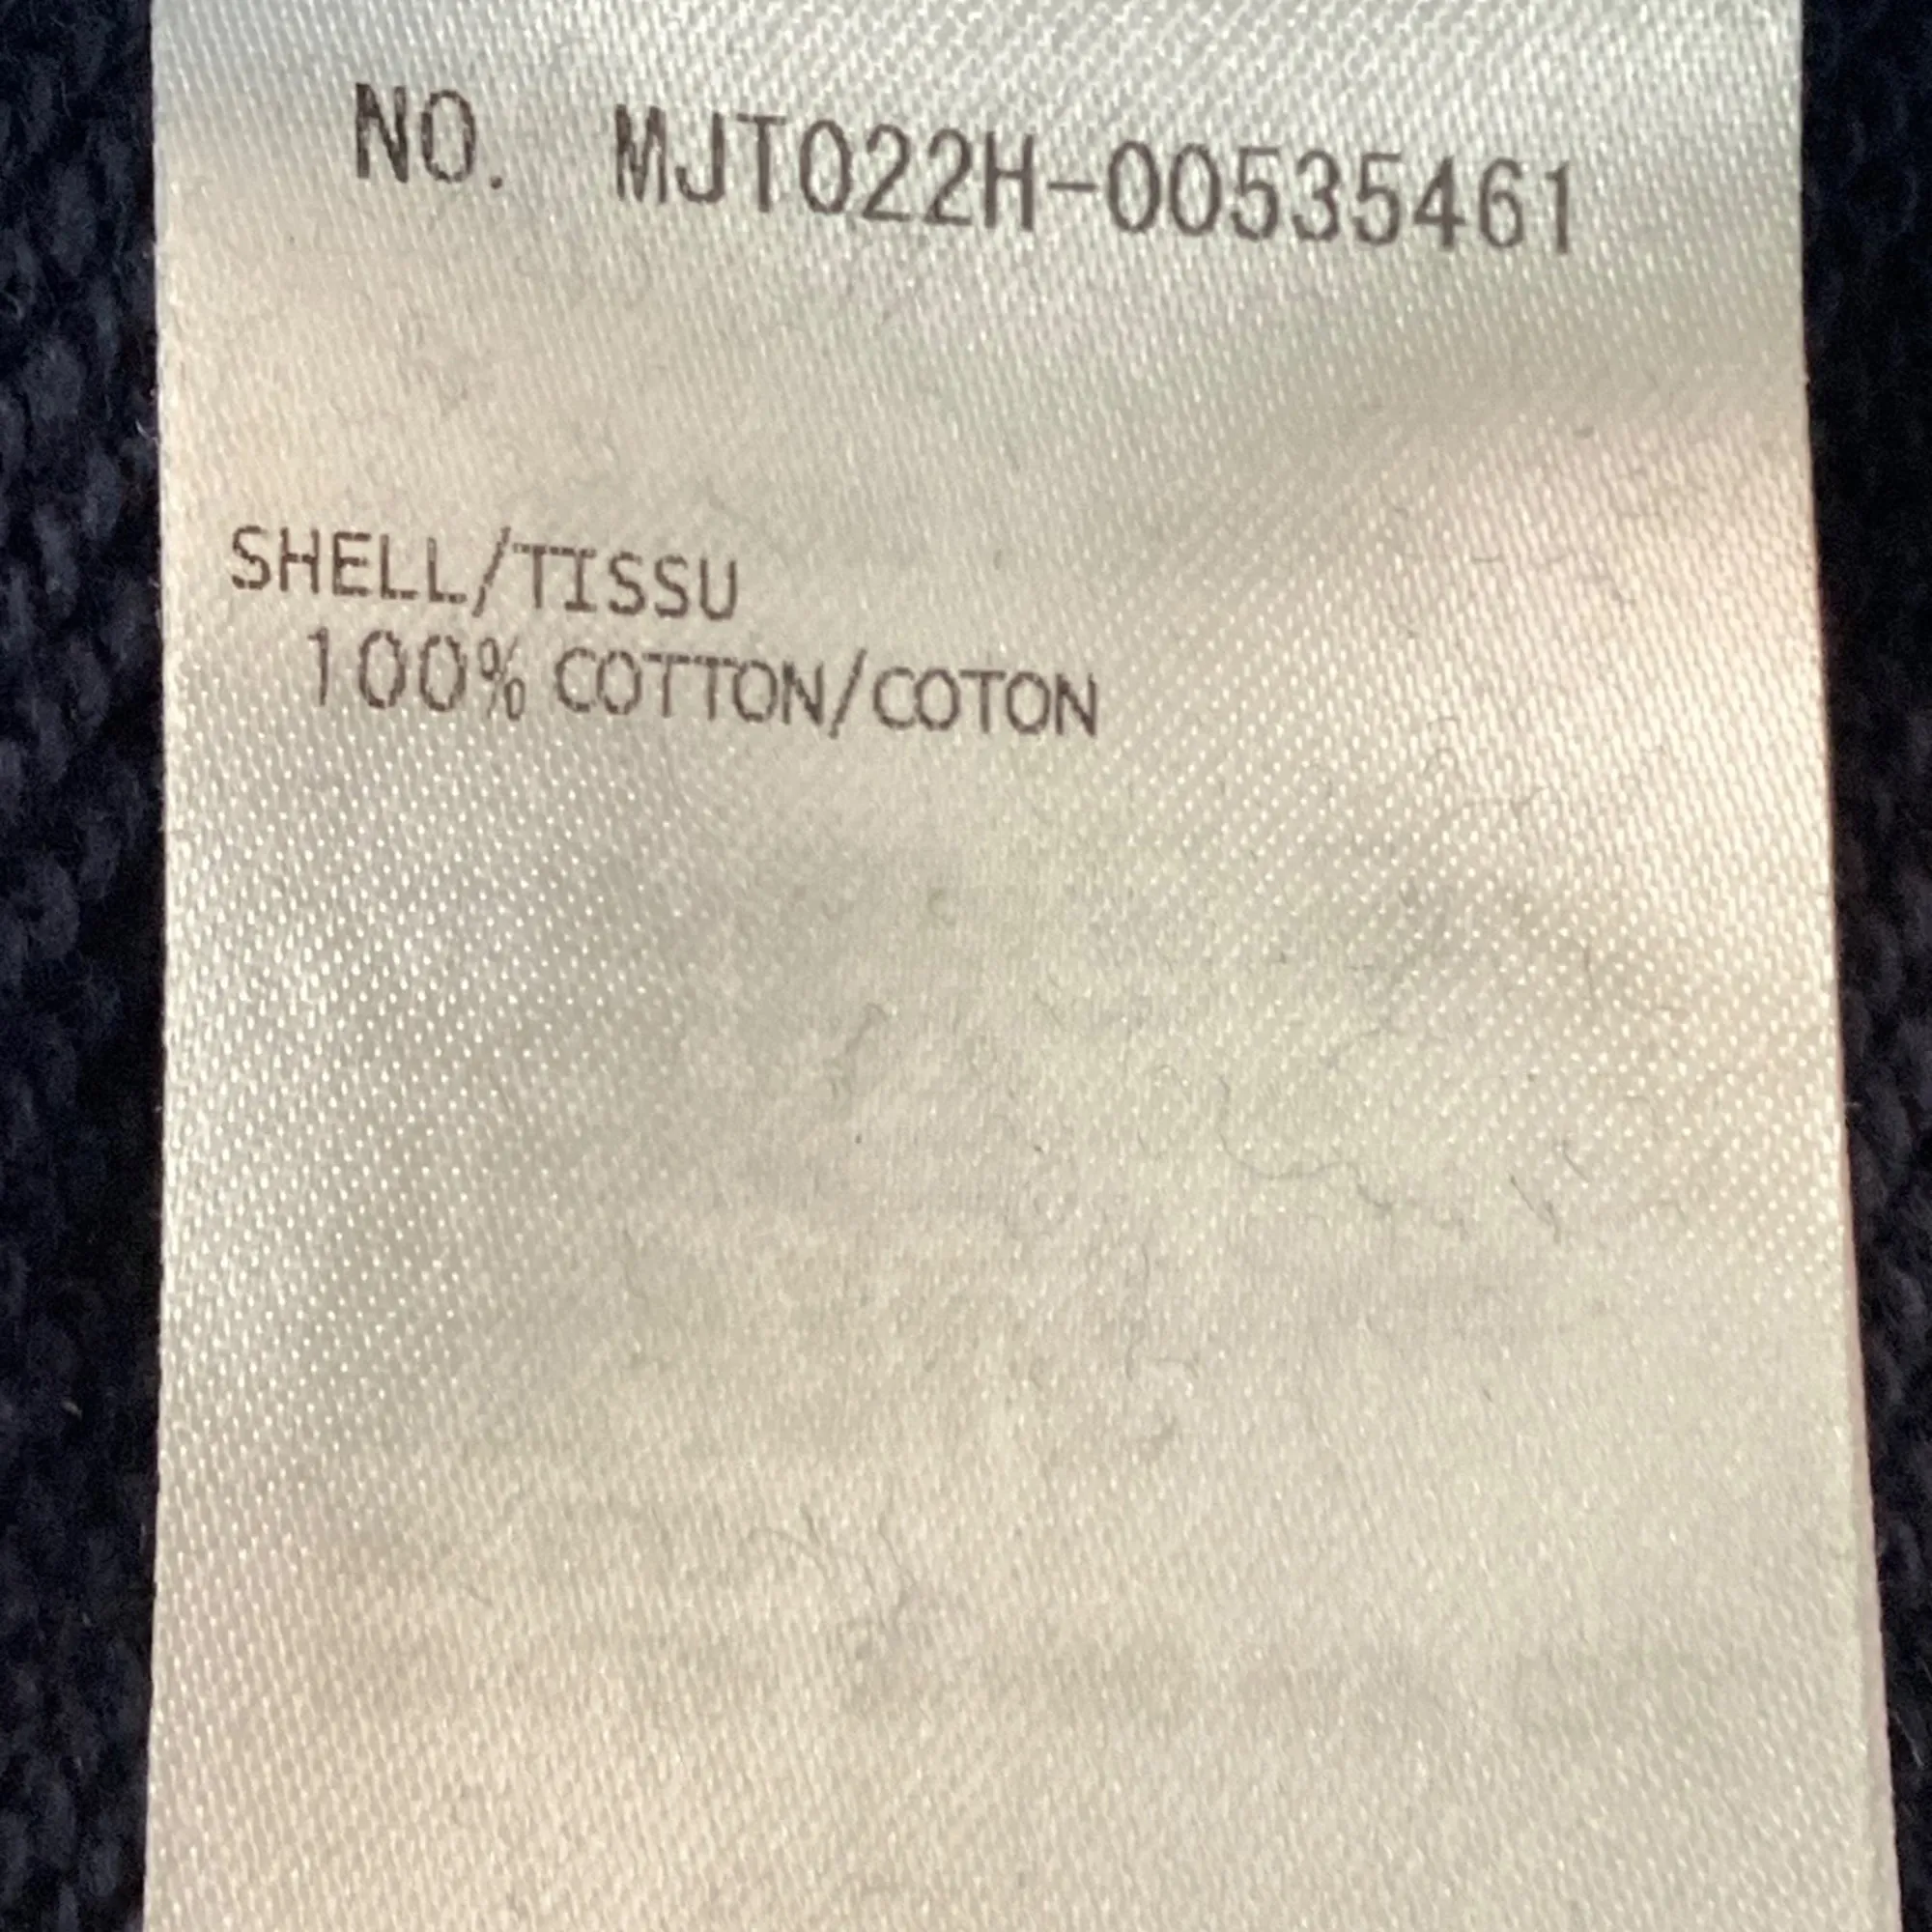 NO. MJT022H-00535461
SHELL/TISSU
100% COTTON/COTON